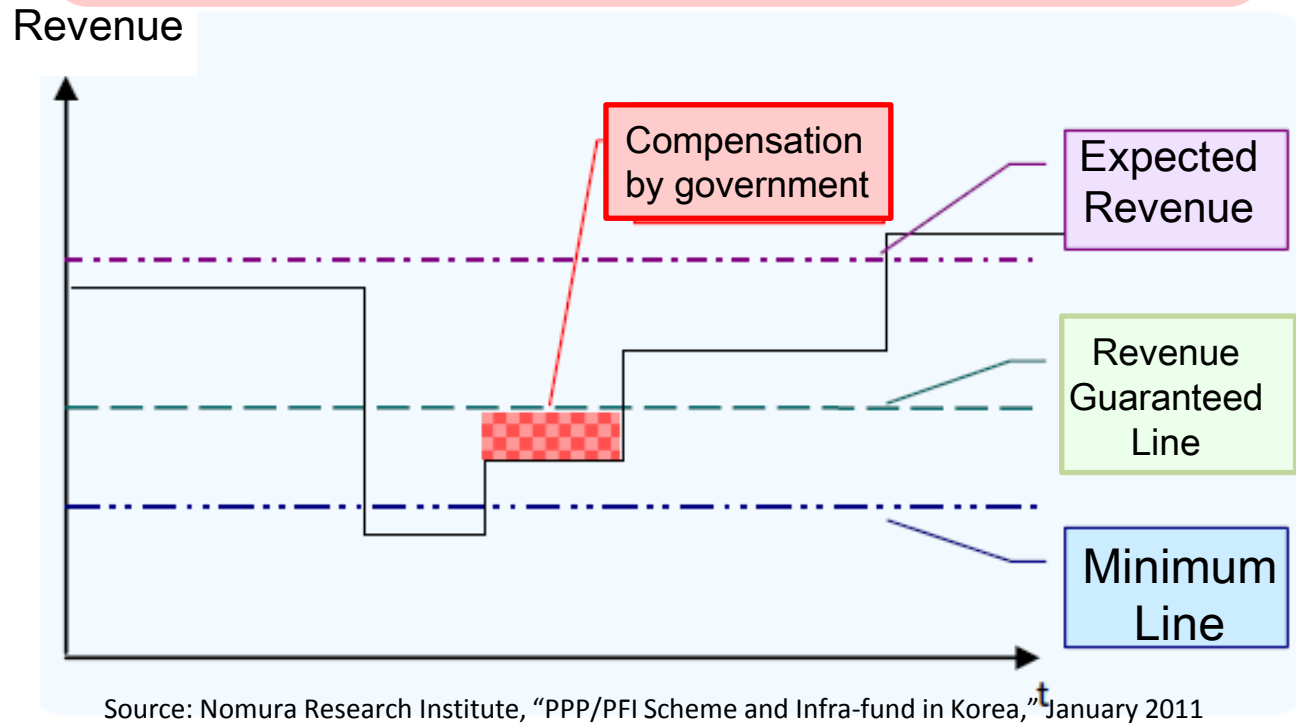 Revenue
Compensation
by government
Expected
Revenue
Revenue
Guaranteed
Line
Minimum
Line
t
Source: Nomura Research Institute, “PPP/PFI Scheme and Infra-fund in Korea,” January 2011